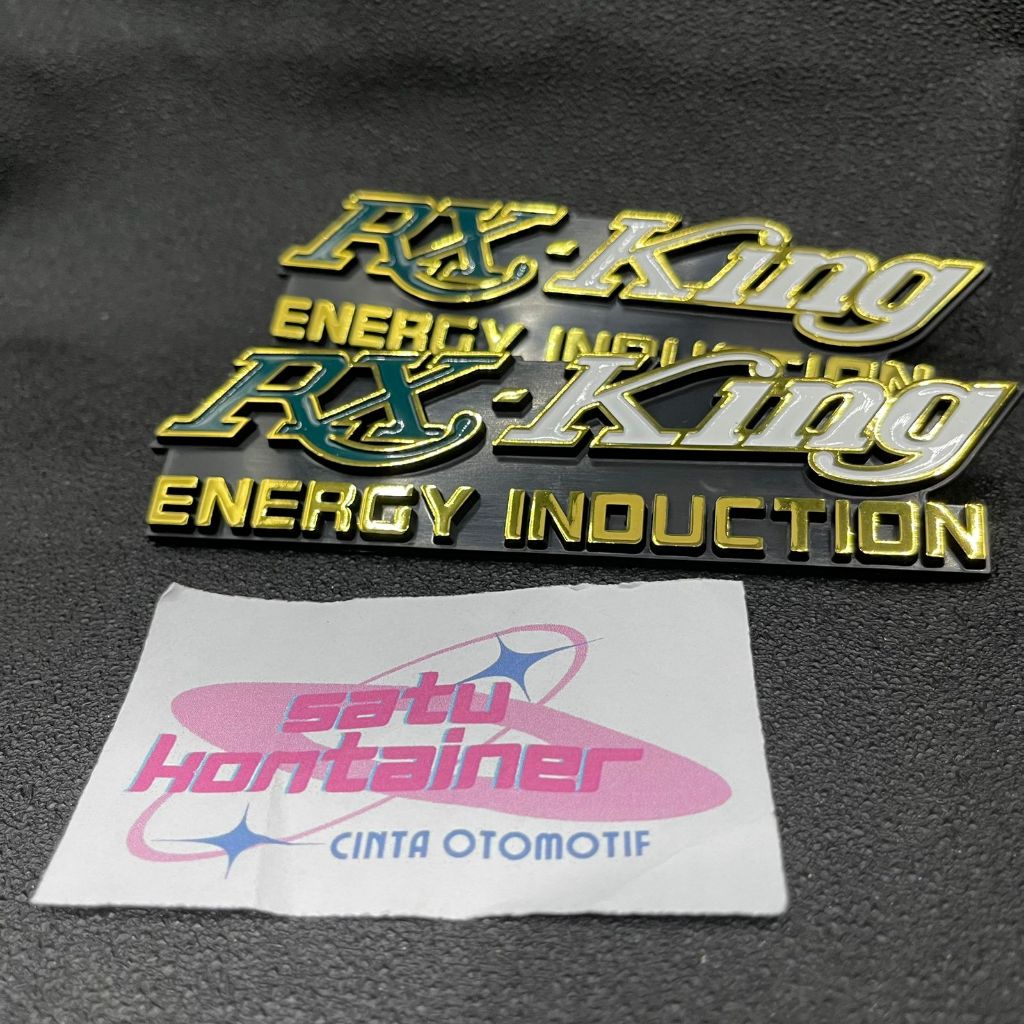 RX-King
ENERGY INDUCTION
RX-King
ENERGY INDUCTION
satu
kontainer
CINTA OTOMOTIF